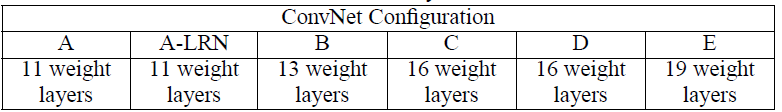 ConvNet Configuration
A A-LRN B C D E
11 weight 11 weight 13 weight 16 weight 16 weight 19 weight
layers layers layers layers layers layers